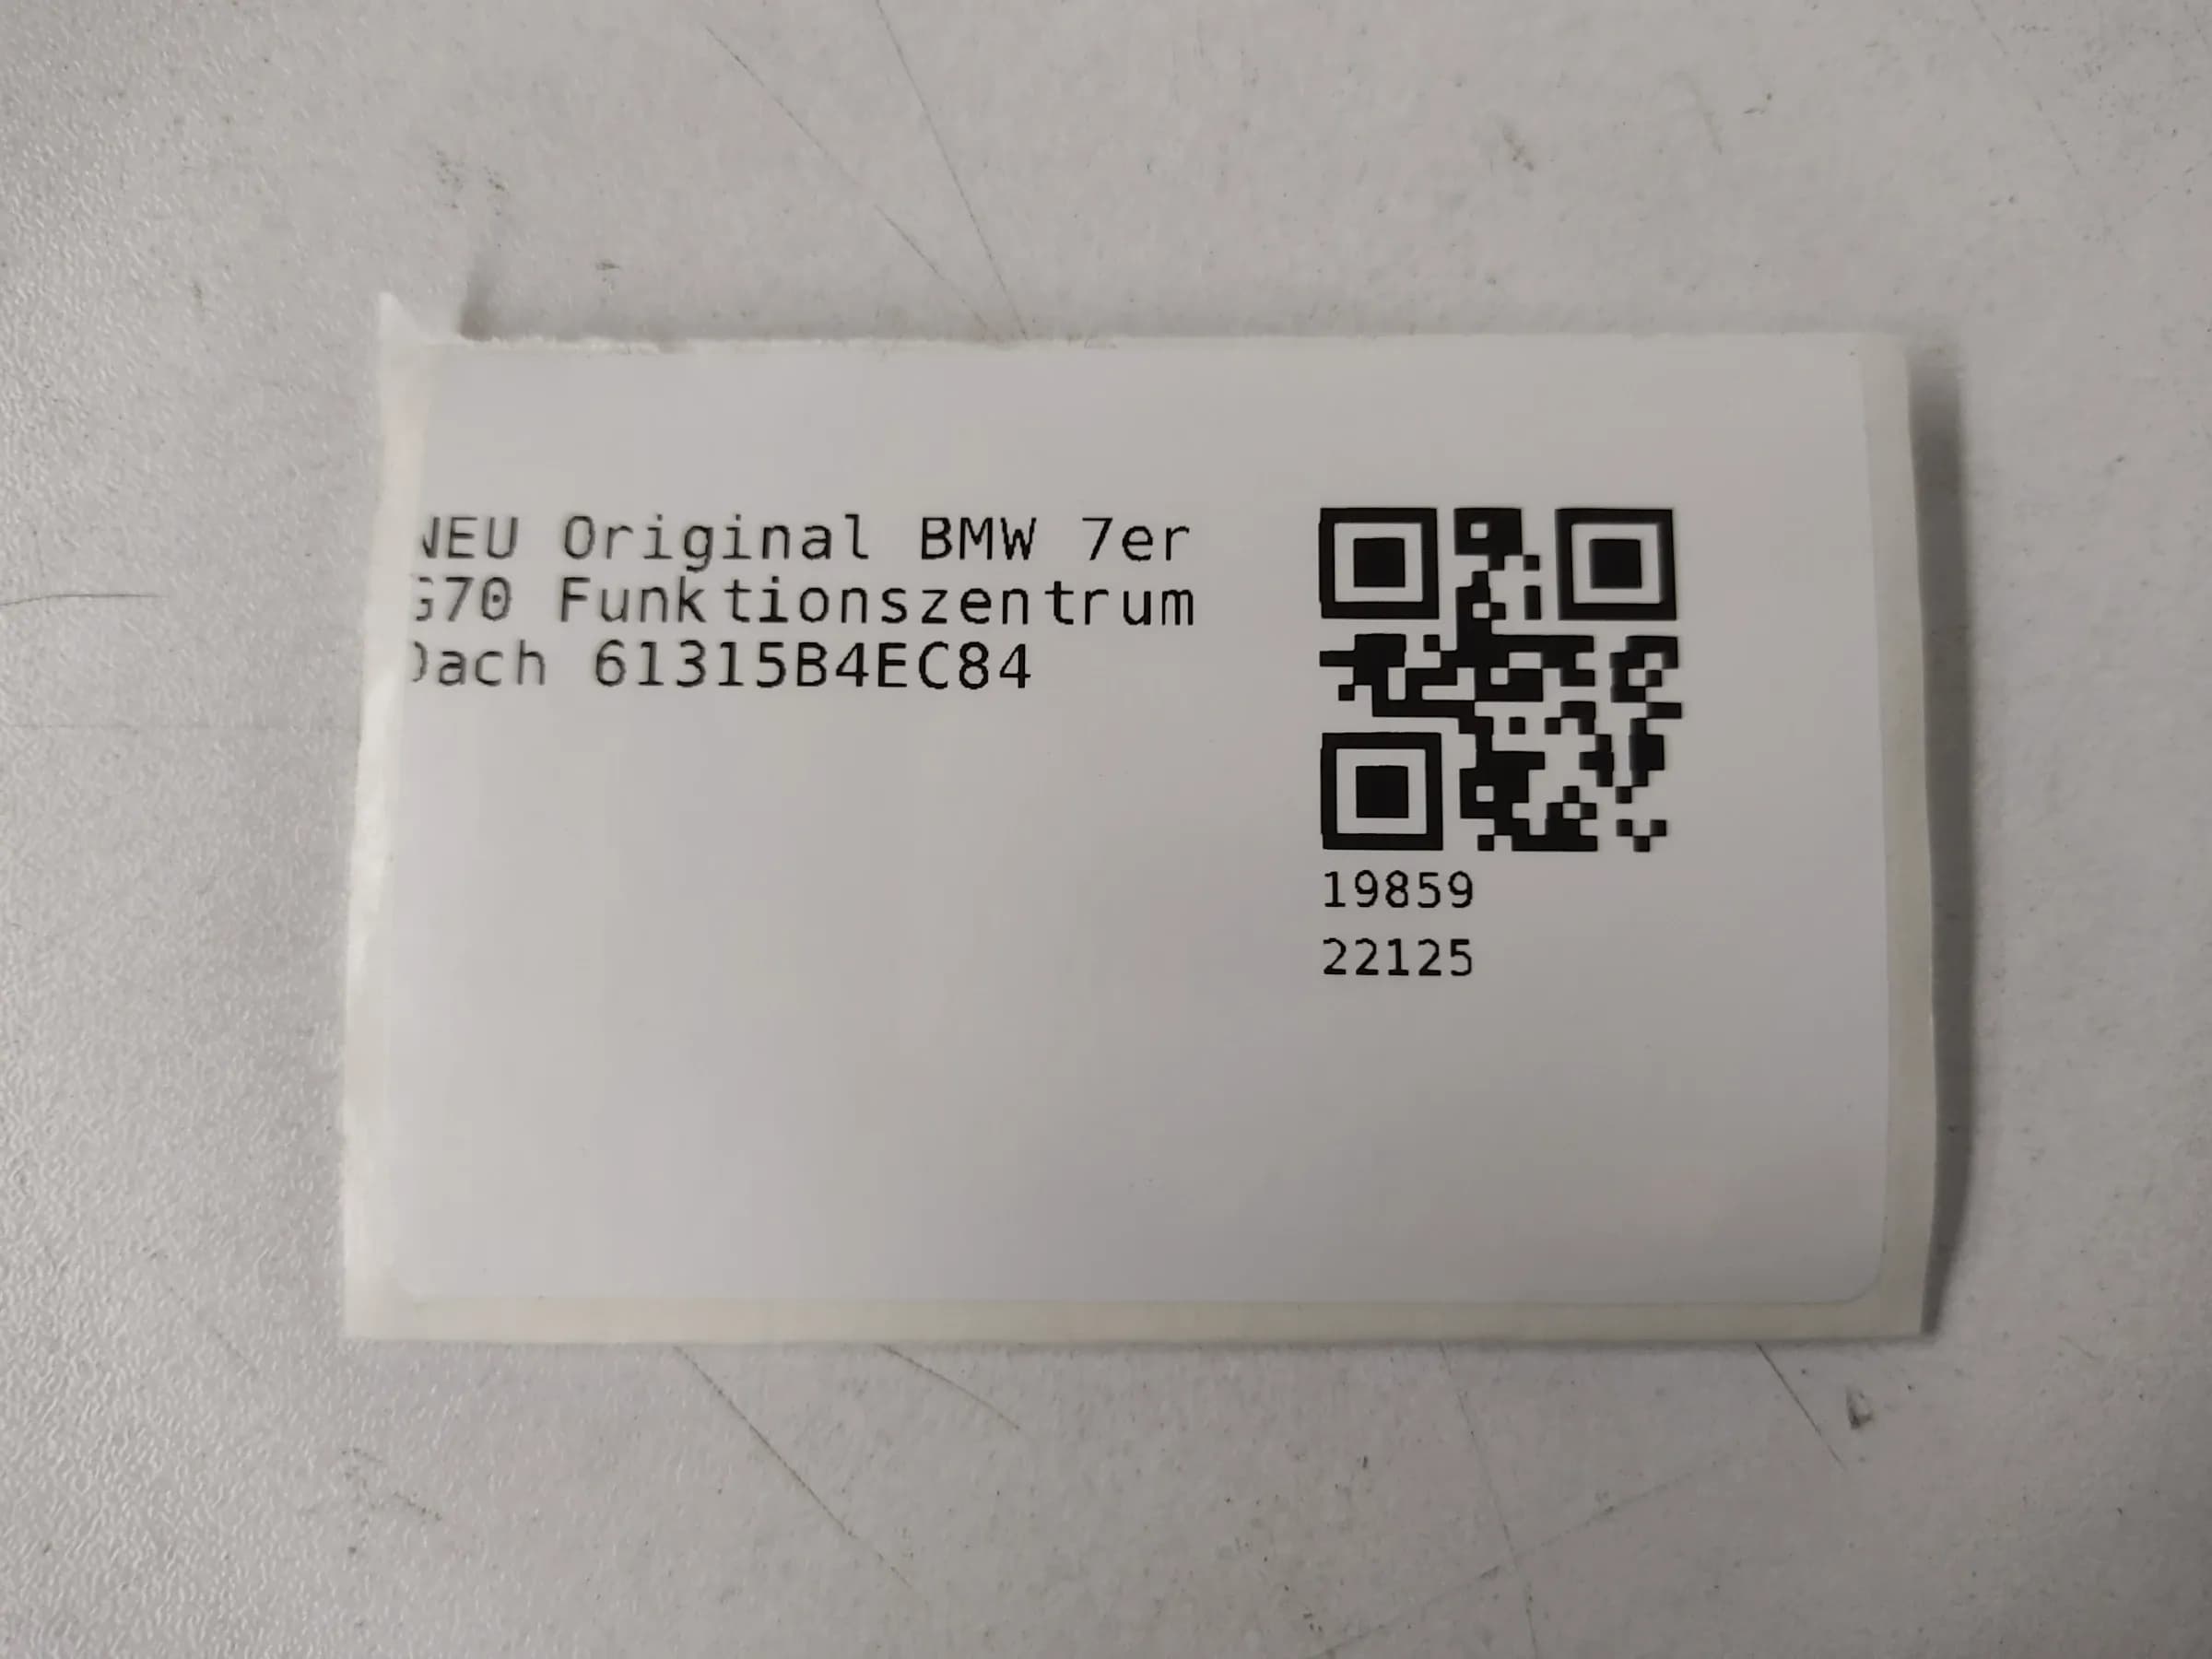 NEU Original BMW 7er
G70 Funktionszentrum
Dach 61315B4EC84
19859
22125